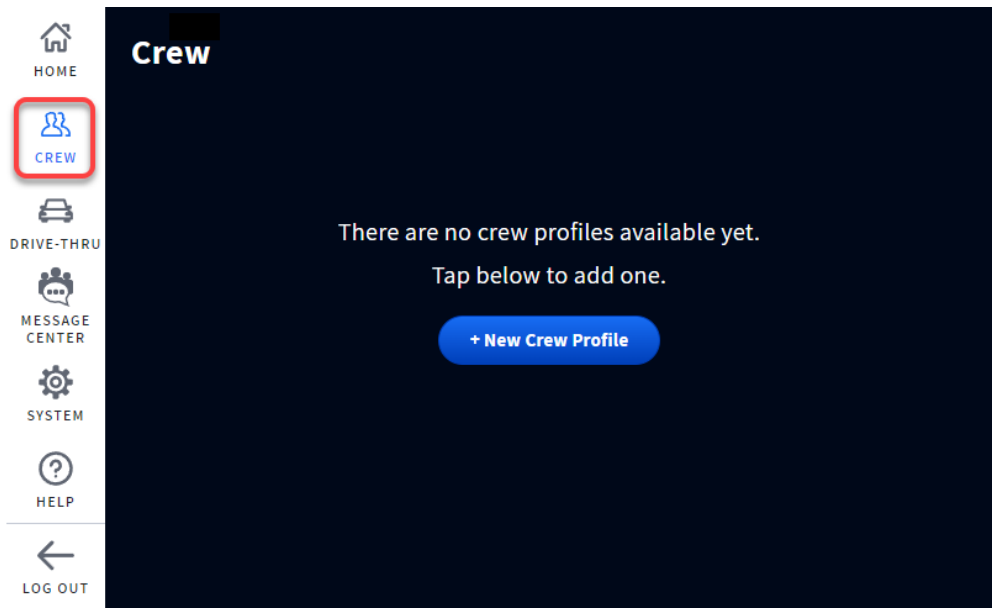 HOME
CREW
DRIVE-THRU
MESSAGE
CENTER
SYSTEM
HELP
LOG OUT
Crew
There are no crew profiles available yet.
Tap below to add one.
+ New Crew Profile